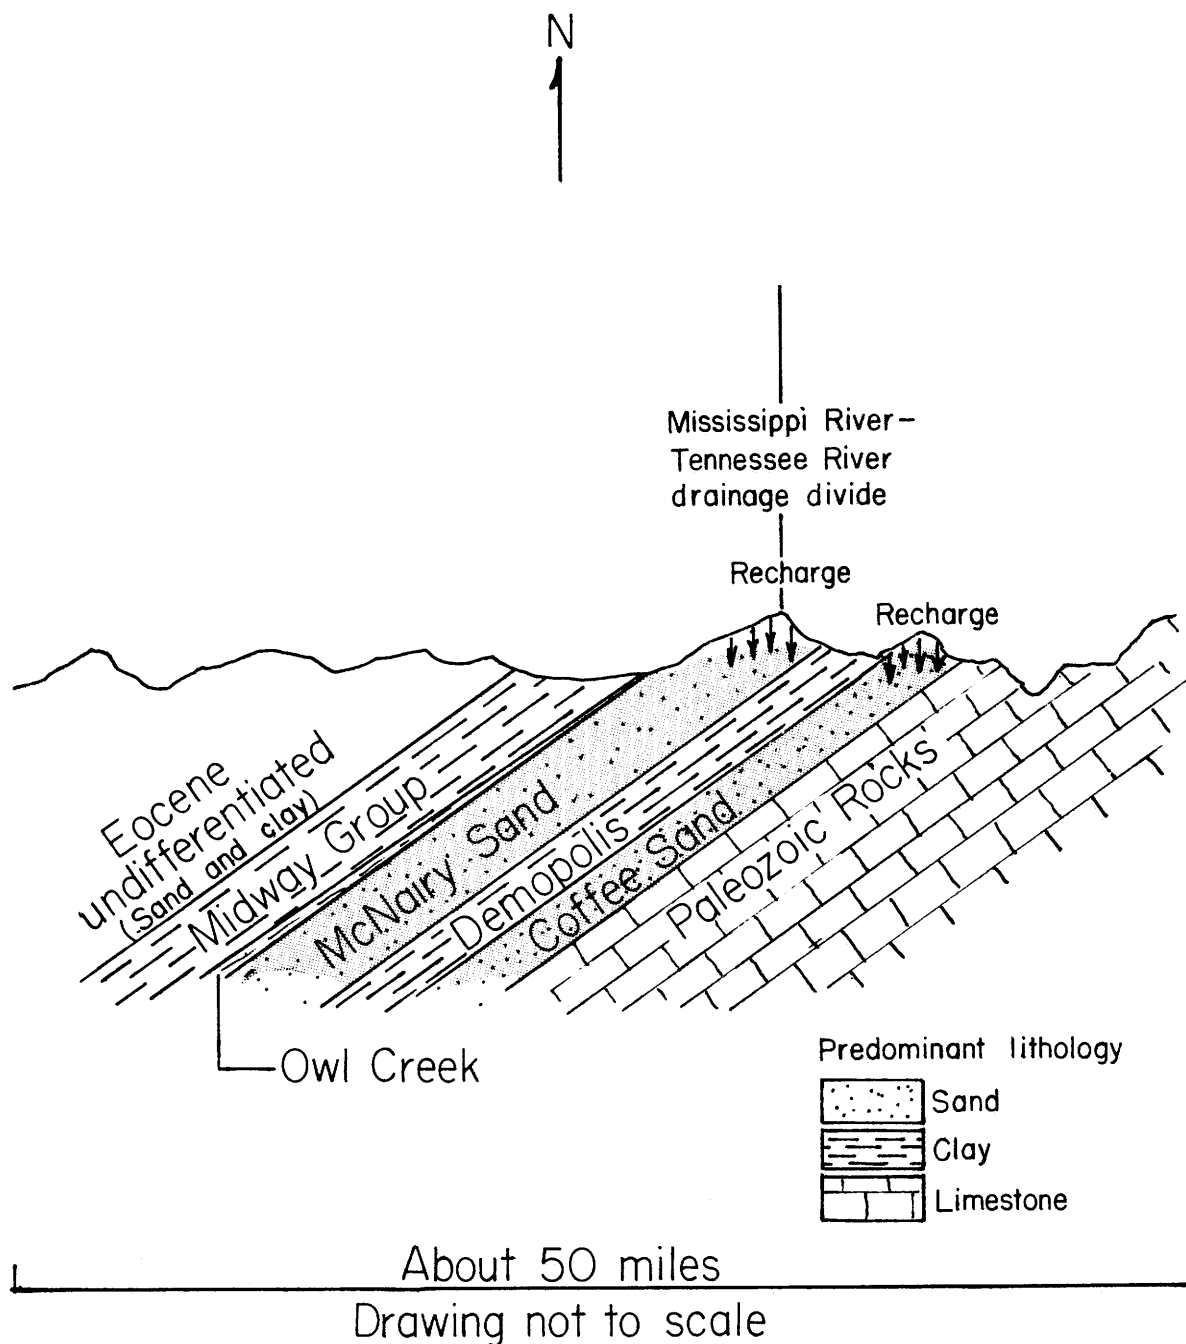 N
Mississippi River–
Tennessee River
drainage divide
Recharge
Recharge
Eocene
undifferentiated
(Sand and clay)
Midway Group
McNairy Sand
Demopolis
Coffee Sand
Paleozoic Rocks
Owl Creek
Predominant lithology
Sand
Clay
Limestone
About 50 miles
Drawing not to scale